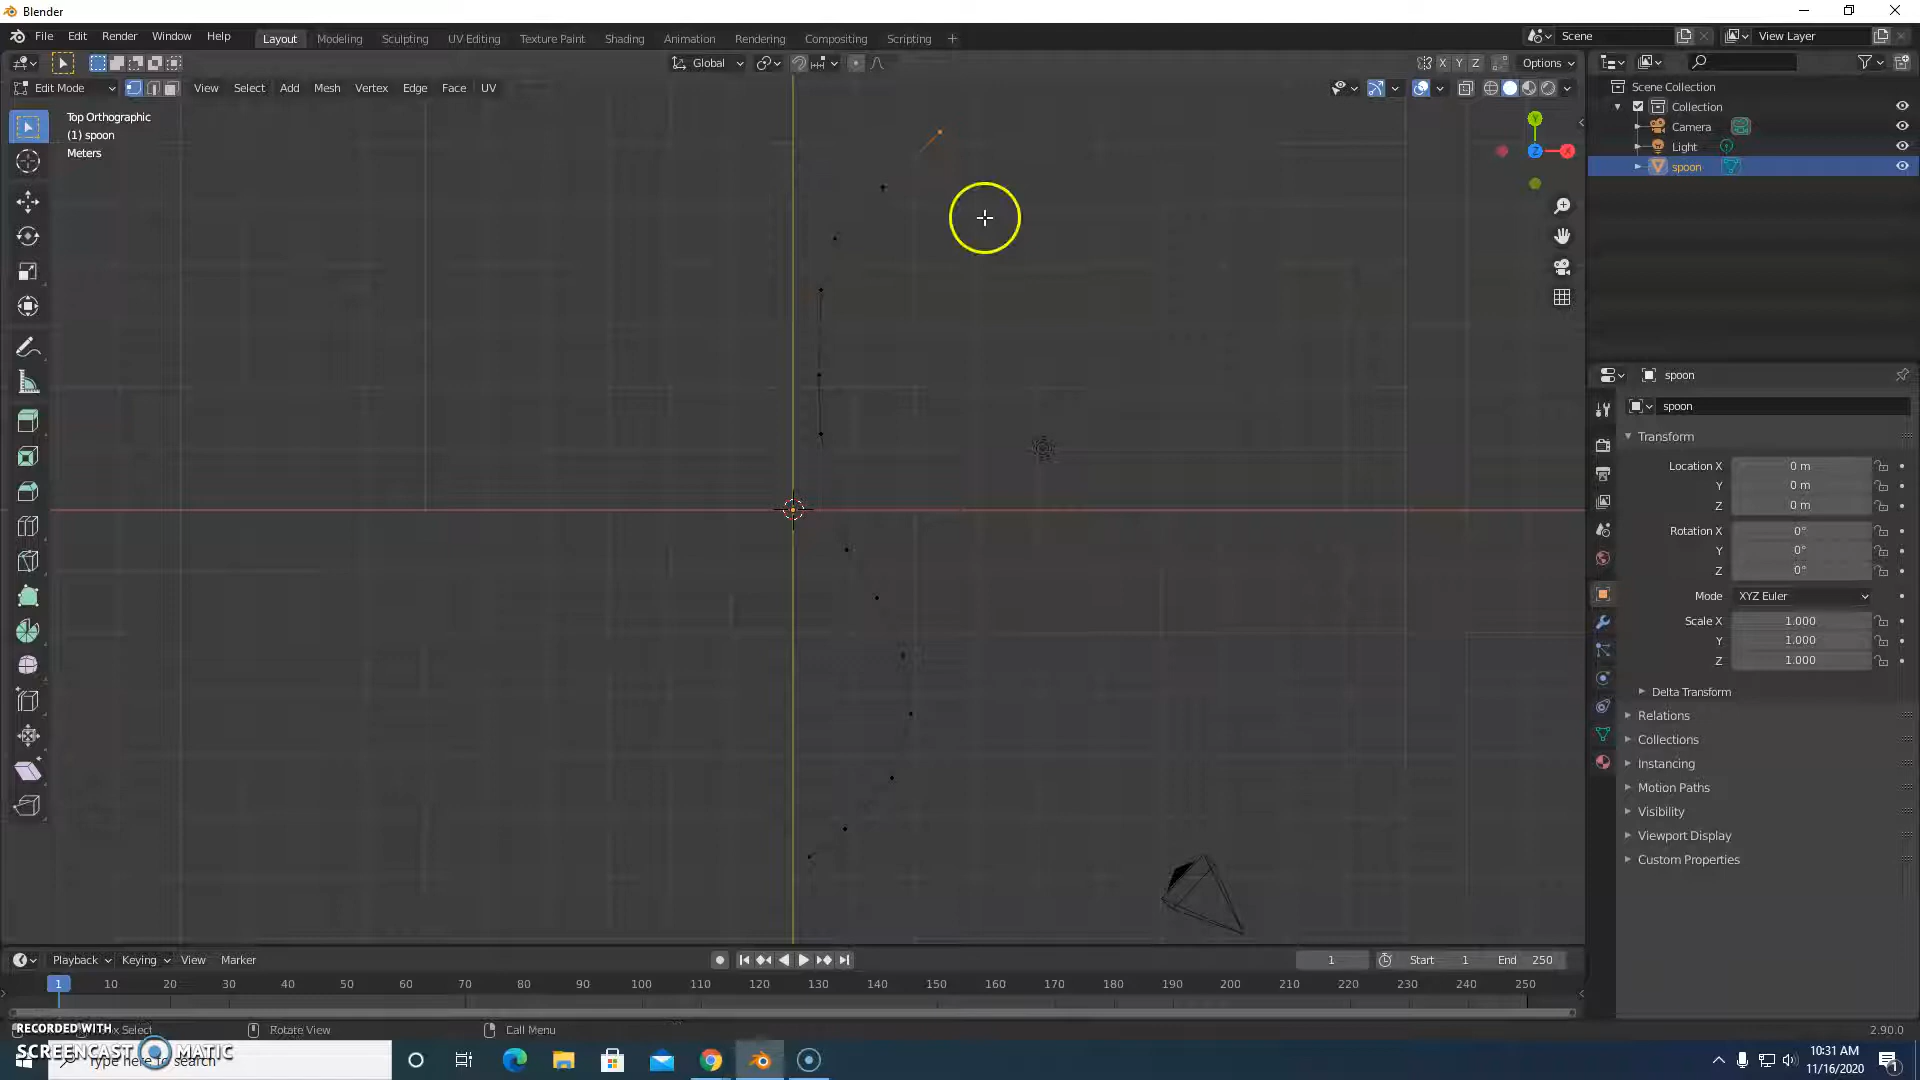 Blender
File Edit Render Window Help
Layout Modeling Sculpting UV Editing Texture Paint Shading Animation Rendering Compositing Scripting +
Scene
View Layer
Global
X Y Z
Options
Edit Mode
View Select Add Mesh Vertex Edge Face UV
Top Orthographic
(1) spoon
Meters
Y
X
Z
Scene Collection
Collection
Camera
Light
spoon
spoon
spoon
Transform
Location X 0 m
Y 0 m
Z 0 m
Rotation X 0°
Y 0°
Z 0°
Mode XYZ Euler
Scale X 1.000
Y 1.000
Z 1.000
Delta Transform
Relations
Collections
Instancing
Motion Paths
Visibility
Viewport Display
Custom Properties
Playback Keying View Marker
1
Start 1 End 250
1 10 20 30 40 50 60 70 80 90 100 110 120 130 140 150 160 170 180 190 200 210 220 230 240 250
RECORDED WITH
SCREENCAST MATIC
Select
Rotate View
Call Menu
2.90.0
Type here to search
10:31 AM
11/16/2020
1